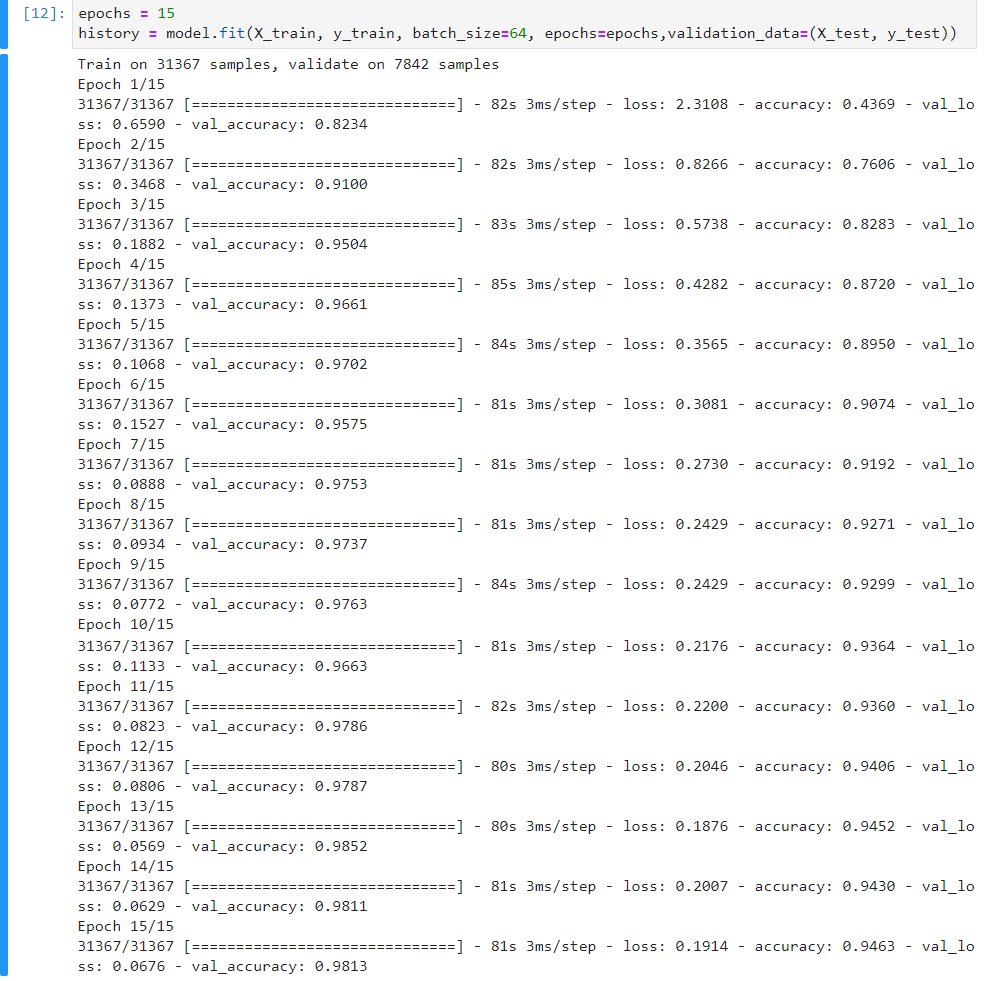 [12]: epochs = 15
history = model.fit(X_train, y_train, batch_size=64, epochs=epochs,validation_data=(X_test, y_test))
Train on 31367 samples, validate on 7842 samples
Epoch 1/15
31367/31367 [==============================] - 82s 3ms/step - loss: 2.3108 - accuracy: 0.4369 - val_lo
ss: 0.6590 - val_accuracy: 0.8234
Epoch 2/15
31367/31367 [==============================] - 82s 3ms/step - loss: 0.8266 - accuracy: 0.7606 - val_lo
ss: 0.3468 - val_accuracy: 0.9100
Epoch 3/15
31367/31367 [==============================] - 83s 3ms/step - loss: 0.5738 - accuracy: 0.8283 - val_lo
ss: 0.1882 - val_accuracy: 0.9504
Epoch 4/15
31367/31367 [==============================] - 85s 3ms/step - loss: 0.4282 - accuracy: 0.8720 - val_lo
ss: 0.1373 - val_accuracy: 0.9661
Epoch 5/15
31367/31367 [==============================] - 84s 3ms/step - loss: 0.3565 - accuracy: 0.8950 - val_lo
ss: 0.1068 - val_accuracy: 0.9702
Epoch 6/15
31367/31367 [==============================] - 81s 3ms/step - loss: 0.3081 - accuracy: 0.9074 - val_lo
ss: 0.1527 - val_accuracy: 0.9575
Epoch 7/15
31367/31367 [==============================] - 81s 3ms/step - loss: 0.2730 - accuracy: 0.9192 - val_lo
ss: 0.0888 - val_accuracy: 0.9753
Epoch 8/15
31367/31367 [==============================] - 81s 3ms/step - loss: 0.2429 - accuracy: 0.9271 - val_lo
ss: 0.0934 - val_accuracy: 0.9737
Epoch 9/15
31367/31367 [==============================] - 84s 3ms/step - loss: 0.2429 - accuracy: 0.9299 - val_lo
ss: 0.0772 - val_accuracy: 0.9763
Epoch 10/15
31367/31367 [==============================] - 81s 3ms/step - loss: 0.2176 - accuracy: 0.9364 - val_lo
ss: 0.1133 - val_accuracy: 0.9663
Epoch 11/15
31367/31367 [==============================] - 82s 3ms/step - loss: 0.2200 - accuracy: 0.9360 - val_lo
ss: 0.0823 - val_accuracy: 0.9786
Epoch 12/15
31367/31367 [==============================] - 80s 3ms/step - loss: 0.2046 - accuracy: 0.9406 - val_lo
ss: 0.0806 - val_accuracy: 0.9787
Epoch 13/15
31367/31367 [==============================] - 80s 3ms/step - loss: 0.1876 - accuracy: 0.9452 - val_lo
ss: 0.0569 - val_accuracy: 0.9852
Epoch 14/15
31367/31367 [==============================] - 81s 3ms/step - loss: 0.2007 - accuracy: 0.9430 - val_lo
ss: 0.0629 - val_accuracy: 0.9811
Epoch 15/15
31367/31367 [==============================] - 81s 3ms/step - loss: 0.1914 - accuracy: 0.9463 - val_lo
ss: 0.0676 - val_accuracy: 0.9813